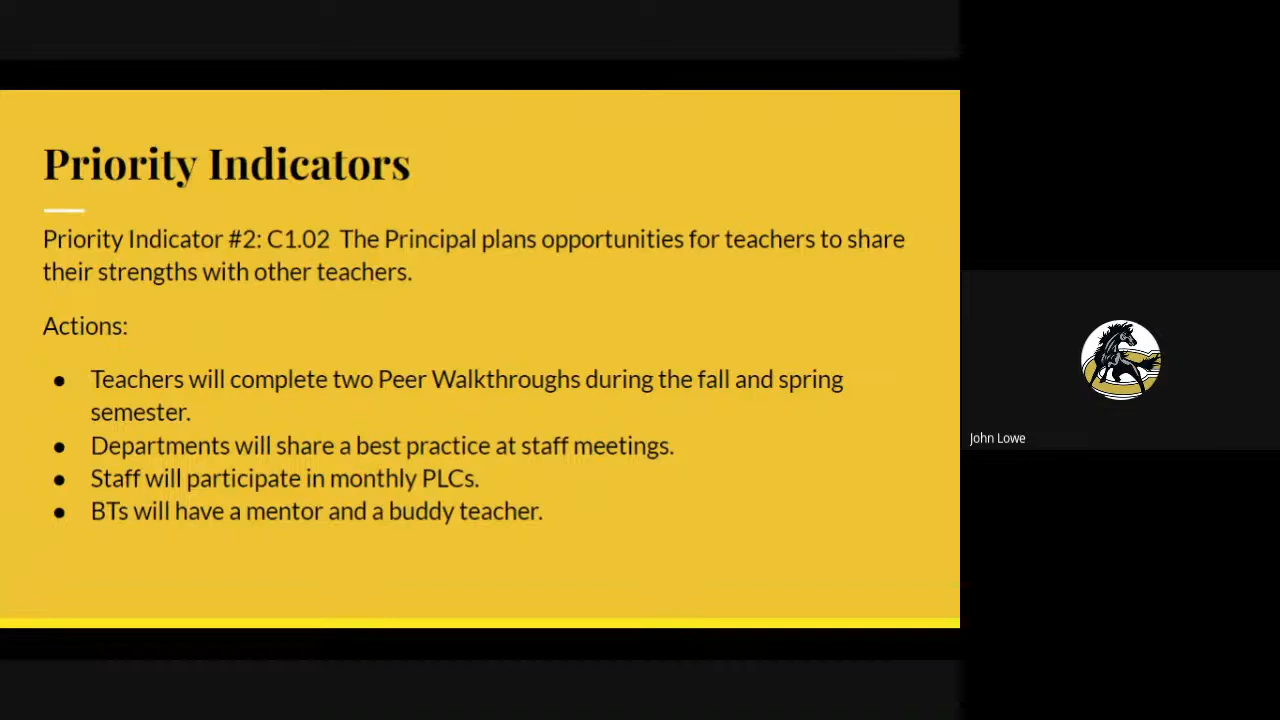 Priority Indicators
Priority Indicator #2: C1.02 The Principal plans opportunities for teachers to share
their strengths with other teachers.
Actions:
● Teachers will complete two Peer Walkthroughs during the fall and spring
semester.
● Departments will share a best practice at staff meetings.
● Staff will participate in monthly PLCs.
● BTs will have a mentor and a buddy teacher.
John Lowe